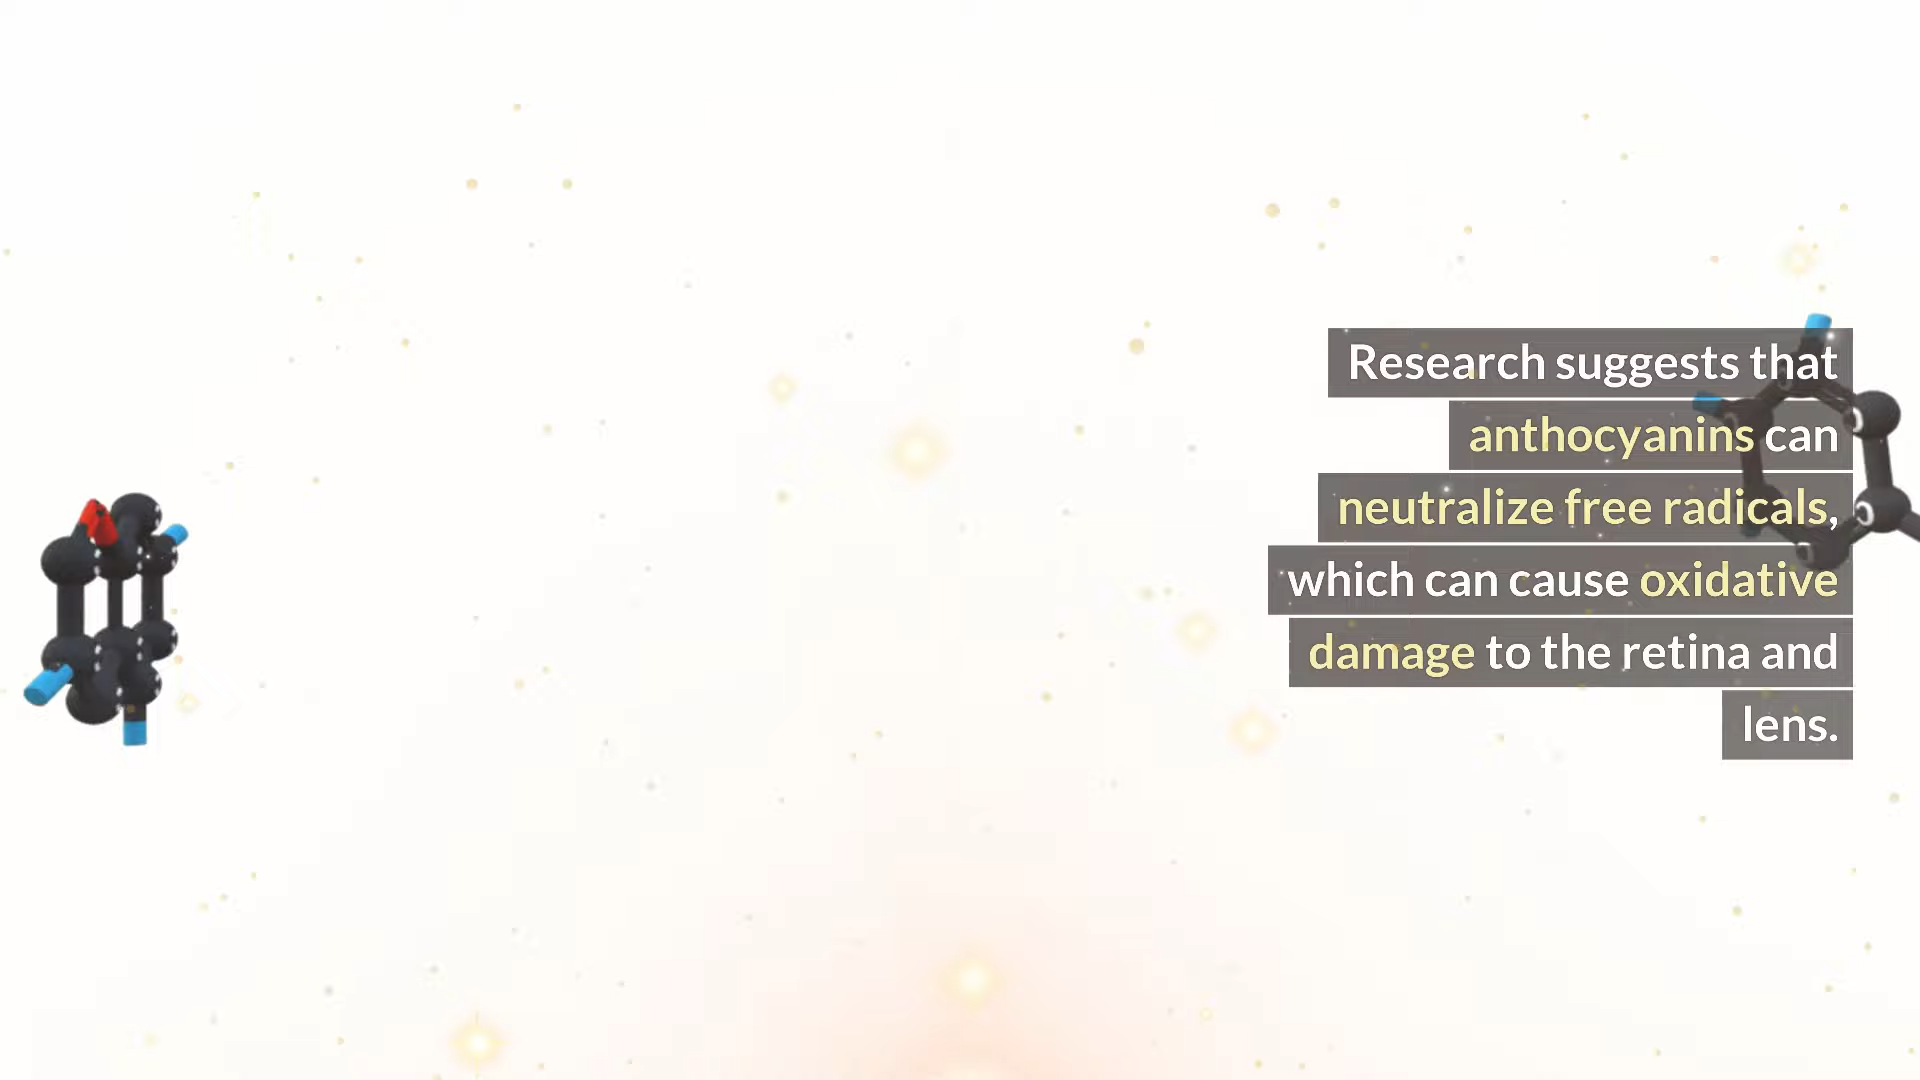 Research suggests that
anthocyanins can
neutralize free radicals,
which can cause oxidative
damage to the retina and
lens.